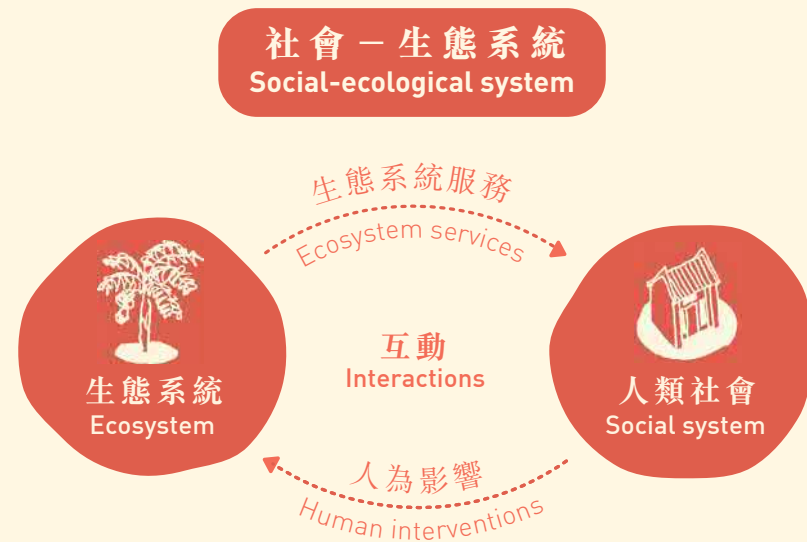 社會－生態系統
Social-ecological system
生態系統服務
Ecosystem services
生態系統
Ecosystem
互動
Interactions
人類社會
Social system
人為影響
Human interventions